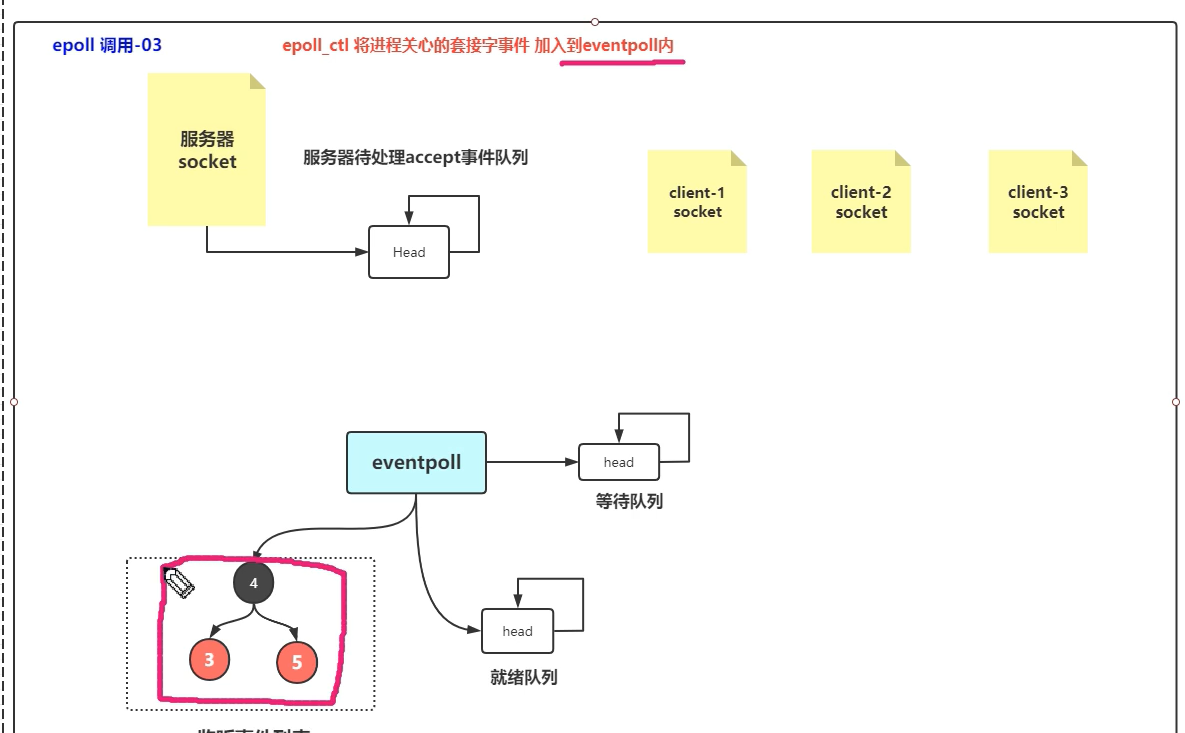 epoll 调用-03
epoll_ctl 将进程关心的套接字事件 加入到eventpoll内
服务器
socket
服务器待处理accept事件队列
Head
client-1
socket
client-2
socket
client-3
socket
eventpoll
head
等待队列
4
3
5
head
就绪队列